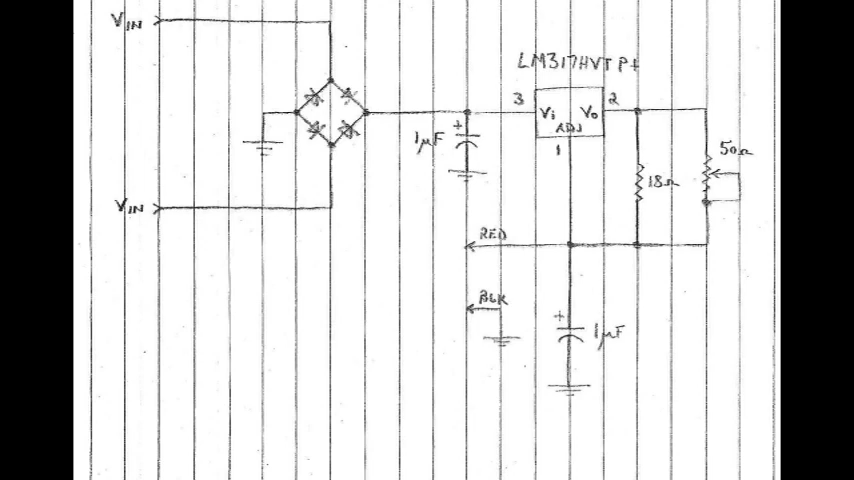 VIN
LM317HVT P+
3
Vi
Vo
2
ADJ
1
+
1µF
50Ω
18Ω
VIN
RED
BLK
+
1µF